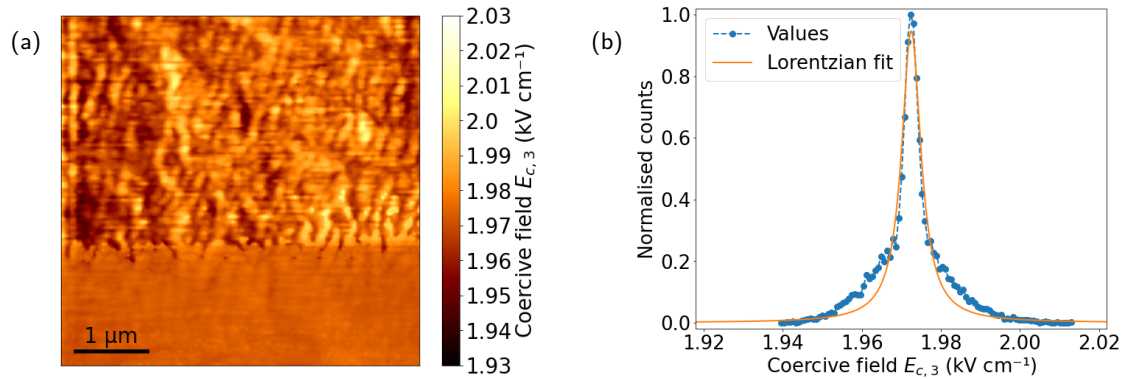 (a)
1 µm
2.03
2.02
2.01
2.0
1.99
1.98
1.97
1.96
1.95
1.94
1.93
Coercive field E_c, 3 (kV cm⁻¹)
(b)
Values
Lorentzian fit
Normalised counts
1.0
0.8
0.6
0.4
0.2
0.0
1.92
1.94
1.96
1.98
2.00
2.02
Coercive field E_c, 3 (kV cm⁻¹)